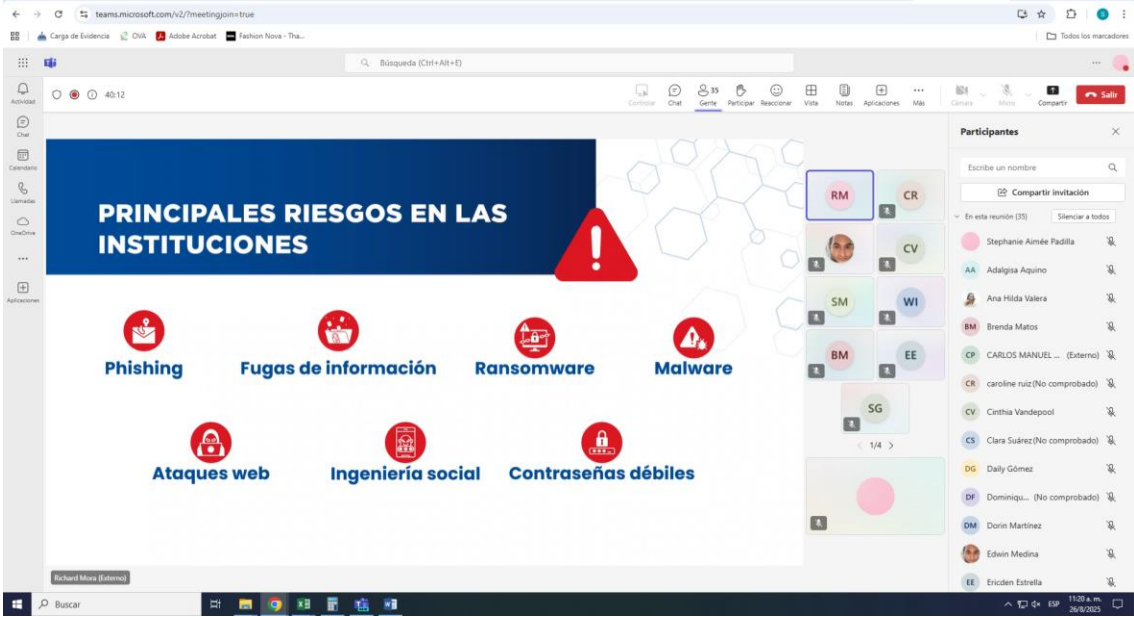 teams.microsoft.com/v2/?meetingjoin=true
Carga de Evidencia
OVA
Adobe Acrobat
Fashion Nova - Tha...
Todos los marcadores
Búsqueda (Ctrl+Alt+E)
40:12
Controlar
Chat
35
Gente
Participar
Reaccionar
Vista
Notas
Aplicaciones
Más
Cámara
Micro
Compartir
Salir
Actividad
Chat
Calendario
Llamadas
OneDrive
Aplicaciones
PRINCIPALES RIESGOS EN LAS
INSTITUCIONES
Phishing
Fugas de información
Ransomware
Malware
Ataques web
Ingeniería social
Contraseñas débiles
Richard Mora (Externo)
RM
CR
CV
SM
WI
BM
EE
SG
1/4
Participantes
Escribe un nombre
Compartir invitación
En esta reunión (35)
Silenciar a todos
Stephanie Aimée Padilla
AA Adalgisa Aquino
Ana Hilda Valera
BM Brenda Matos
CP CARLOS MANUEL ... (Externo)
CR caroline ruiz (No comprobado)
CV Cinthia Vandepool
CS Clara Suárez (No comprobado)
DG Daily Gómez
DF Dominiqu... (No comprobado)
DM Dorin Martínez
Edwin Medina
EE Ericden Estrella
Buscar
ESP
11:20 a. m.
26/8/2025